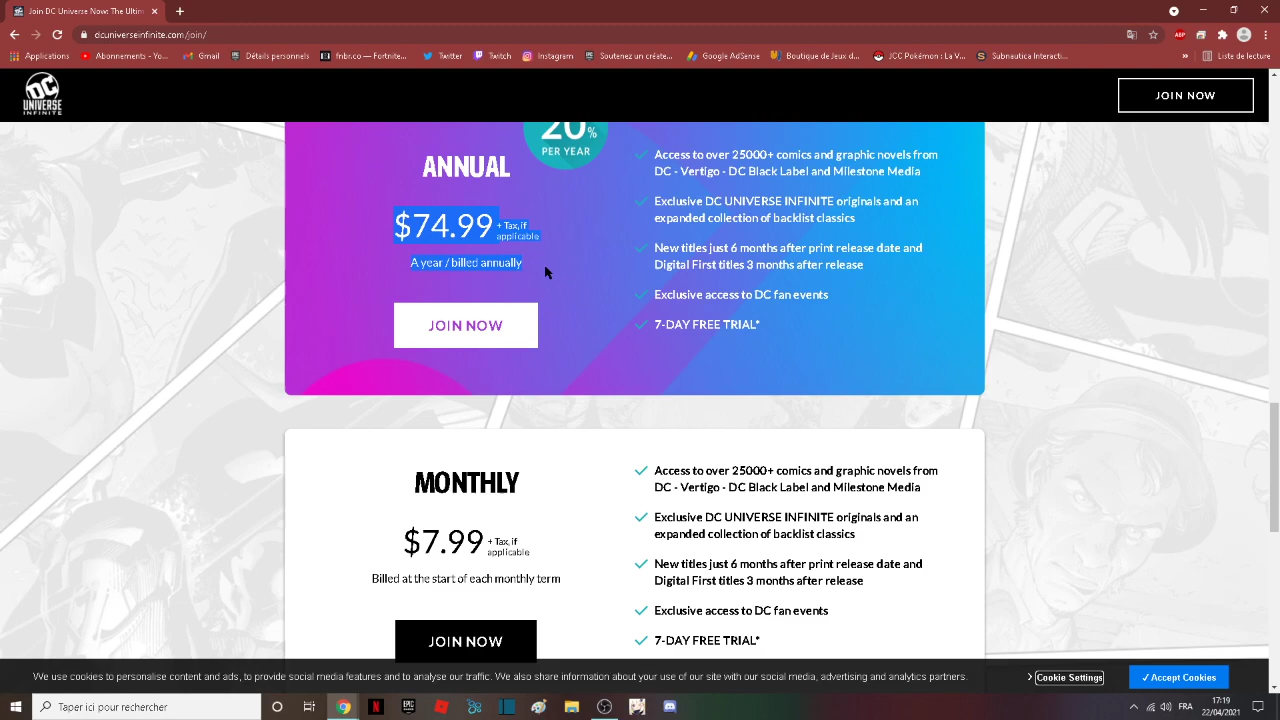 Join DC Universe Now: The Ultim
dcuniverseinfinite.com/join/
Applications
Abonnements - Yo...
Gmail
Détails personnels
fnbr.co — Fortnite...
Twitter
Twitch
Instagram
Soutenez un créate...
Google AdSense
Boutique de jeux d...
JCC Pokémon : La V...
Subnautica Interacti...
»
Liste de lecture
DC
UNIVERSE
INFINITE
JOIN NOW
20%
PER YEAR
ANNUAL
$74.99 + Tax, if
applicable
A year / billed annually
JOIN NOW
Access to over 25000+ comics and graphic novels from
DC - Vertigo - DC Black Label and Milestone Media
Exclusive DC UNIVERSE INFINITE originals and an
expanded collection of backlist classics
New titles just 6 months after print release date and
Digital First titles 3 months after release
Exclusive access to DC fan events
7-DAY FREE TRIAL*
MONTHLY
$7.99 + Tax, if
applicable
Billed at the start of each monthly term
JOIN NOW
Access to over 25000+ comics and graphic novels from
DC - Vertigo - DC Black Label and Milestone Media
Exclusive DC UNIVERSE INFINITE originals and an
expanded collection of backlist classics
New titles just 6 months after print release date and
Digital First titles 3 months after release
Exclusive access to DC fan events
7-DAY FREE TRIAL*
We use cookies to personalise content and ads, to provide social media features and to analyse our traffic. We also share information about your use of our site with our social media, advertising and analytics partners.
Cookie Settings
✓ Accept Cookies
Taper ici pour rechercher
FRA
17:19
22/04/2021